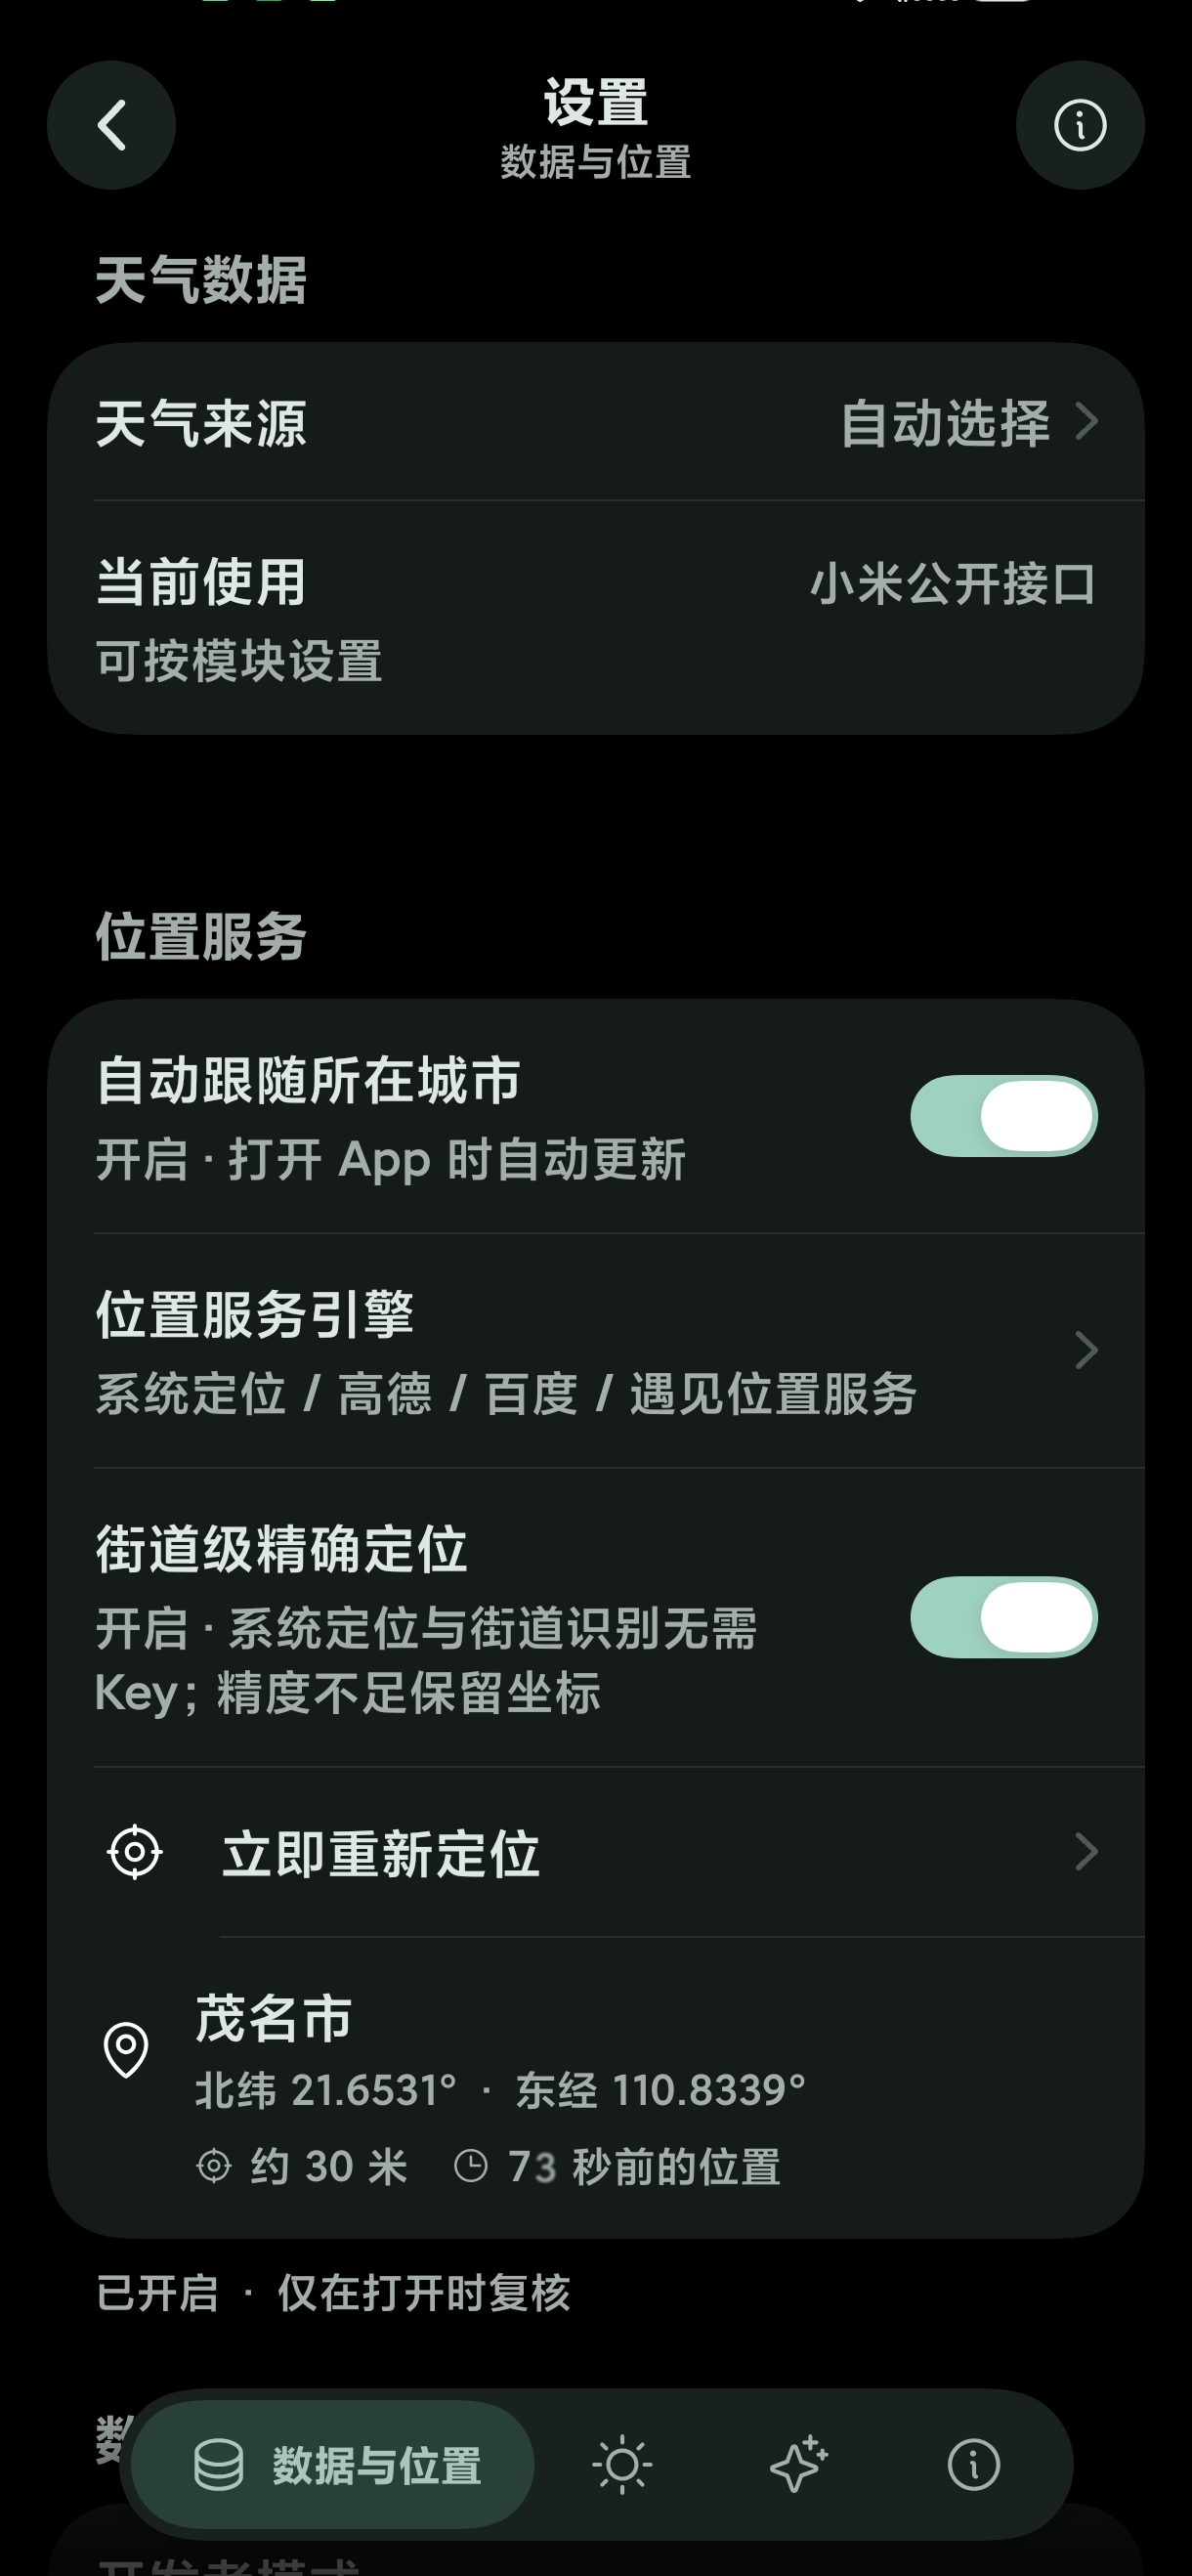 设置
数据与位置
天气数据
天气来源
自动选择
当前使用
小米公开接口
可按模块设置
位置服务
自动跟随所在城市
开启 · 打开 App 时自动更新
位置服务引擎
系统定位 / 高德 / 百度 / 遇见位置服务
街道级精确定位
开启 · 系统定位与街道识别无需
Key；精度不足保留坐标
立即重新定位
茂名市
北纬 21.6531° · 东经 110.8339°
约 30 米 73 秒前的位置
已开启 · 仅在打开时复核
数
数据与位置
开发者模式